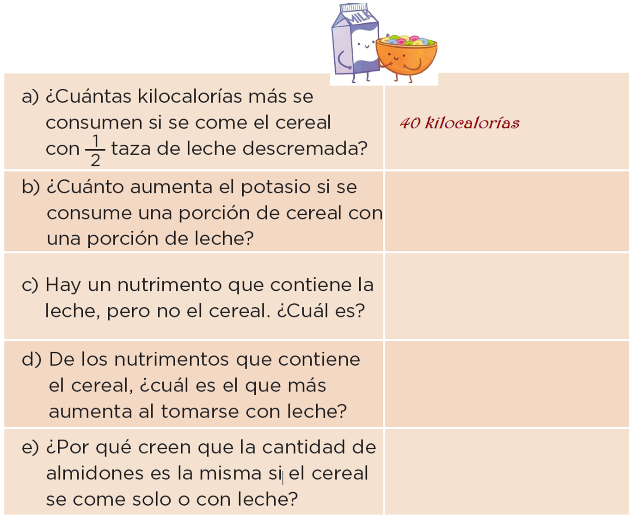 MILK
a) ¿Cuántas kilocalorías más se
consumen si se come el cereal
con 1/2 taza de leche descremada?
40 kilocalorías
b) ¿Cuánto aumenta el potasio si se
consume una porción de cereal con
una porción de leche?
c) Hay un nutrimento que contiene la
leche, pero no el cereal. ¿Cuál es?
d) De los nutrimentos que contiene
el cereal, ¿cuál es el que más
aumenta al tomarse con leche?
e) ¿Por qué creen que la cantidad de
almidones es la misma si el cereal
se come solo o con leche?